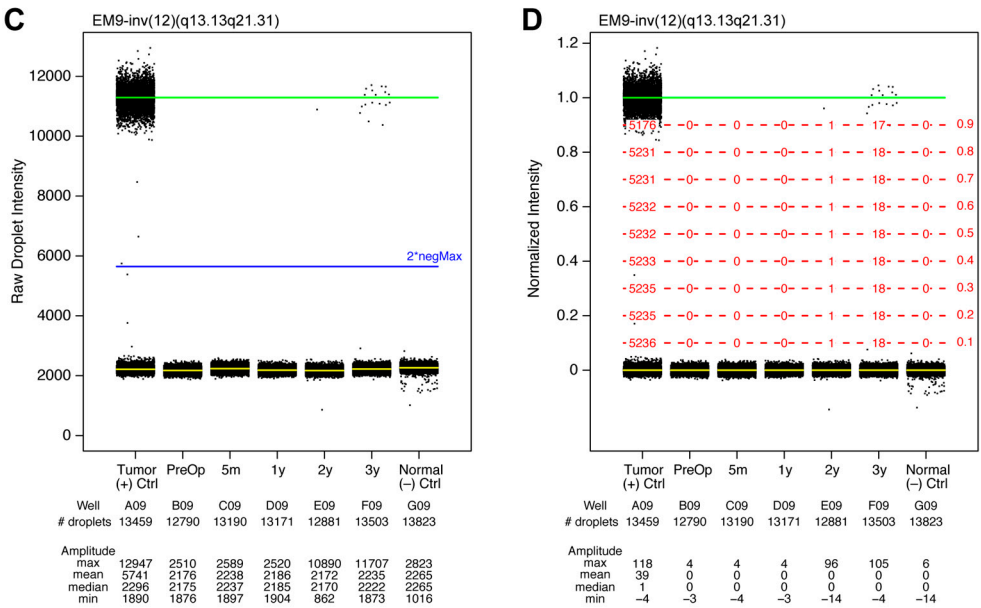 C
EM9-inv(12)(q13.13q21.31)
Raw Droplet Intensity
12000
10000
8000
6000
4000
2000
0
2*negMax
Tumor PreOp 5m 1y 2y 3y Normal
(+) Ctrl (−) Ctrl
Well A09 B09 C09 D09 E09 F09 G09
# droplets 13459 12790 13190 13171 12881 13503 13823
Amplitude
max 12947 2510 2589 2520 10890 11707 2823
mean 5741 2176 2238 2186 2172 2235 2265
median 2296 2175 2237 2185 2170 2222 2265
min 1890 1876 1897 1904 862 1873 1016
D
EM9-inv(12)(q13.13q21.31)
Normalized Intensity
1.2
1.0
0.8
0.6
0.4
0.2
0
5176 0 0 0 1 17 0 0.9
5231 0 0 0 1 18 0 0.8
5231 0 0 0 1 18 0 0.7
5232 0 0 0 1 18 0 0.6
5232 0 0 0 1 18 0 0.5
5233 0 0 0 1 18 0 0.4
5235 0 0 0 1 18 0 0.3
5235 0 0 0 1 18 0 0.2
5236 0 0 0 1 18 0 0.1
Tumor PreOp 5m 1y 2y 3y Normal
(+) Ctrl (−) Ctrl
Well A09 B09 C09 D09 E09 F09 G09
# droplets 13459 12790 13190 13171 12881 13503 13823
Amplitude
max 118 4 4 4 96 105 6
mean 39 0 0 0 0 0 0
median 1 0 0 0 0 0 0
min −4 −3 −4 −3 −14 −4 −14